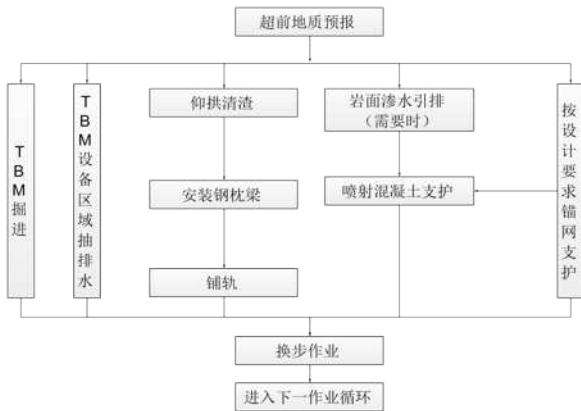 超前地质预报
TBM掘进
TBM设备区域抽排水
仰拱清渣
安装钢枕梁
铺轨
岩面渗水引排
（需要时）
喷射混凝土支护
按设计要求锚网支护
换步作业
进入下一作业循环